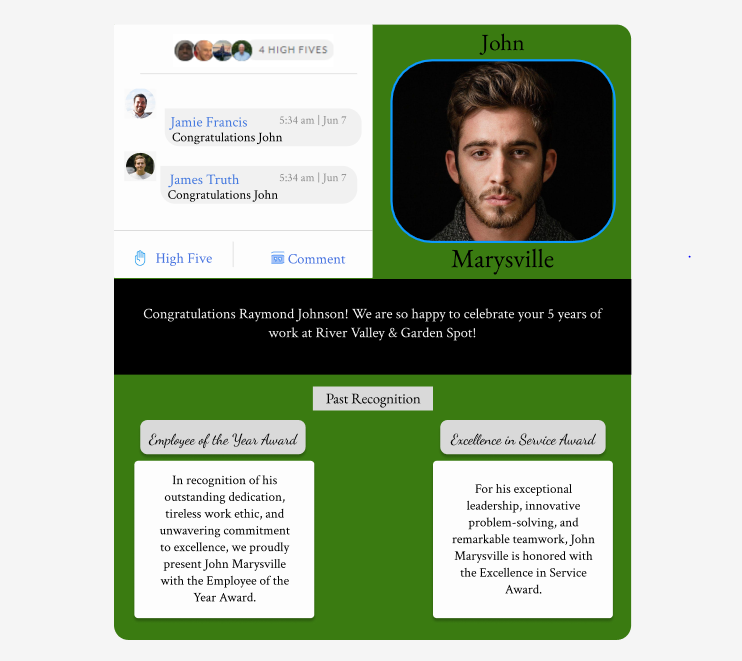 4 HIGH FIVES
Jamie Francis 5:34 am | Jun 7
Congratulations John
James Truth 5:34 am | Jun 7
Congratulations John
High Five Comment
John
Marysville
Congratulations Raymond Johnson! We are so happy to celebrate your 5 years of
work at River Valley & Garden Spot!
Past Recognition
Employee of the Year Award
In recognition of his
outstanding dedication,
tireless work ethic, and
unwavering commitment
to excellence, we proudly
present John Marysville
with the Employee of the
Year Award.
Excellence in Service Award
For his exceptional
leadership, innovative
problem-solving, and
remarkable teamwork, John
Marysville is honored with
the Excellence in Service
Award.